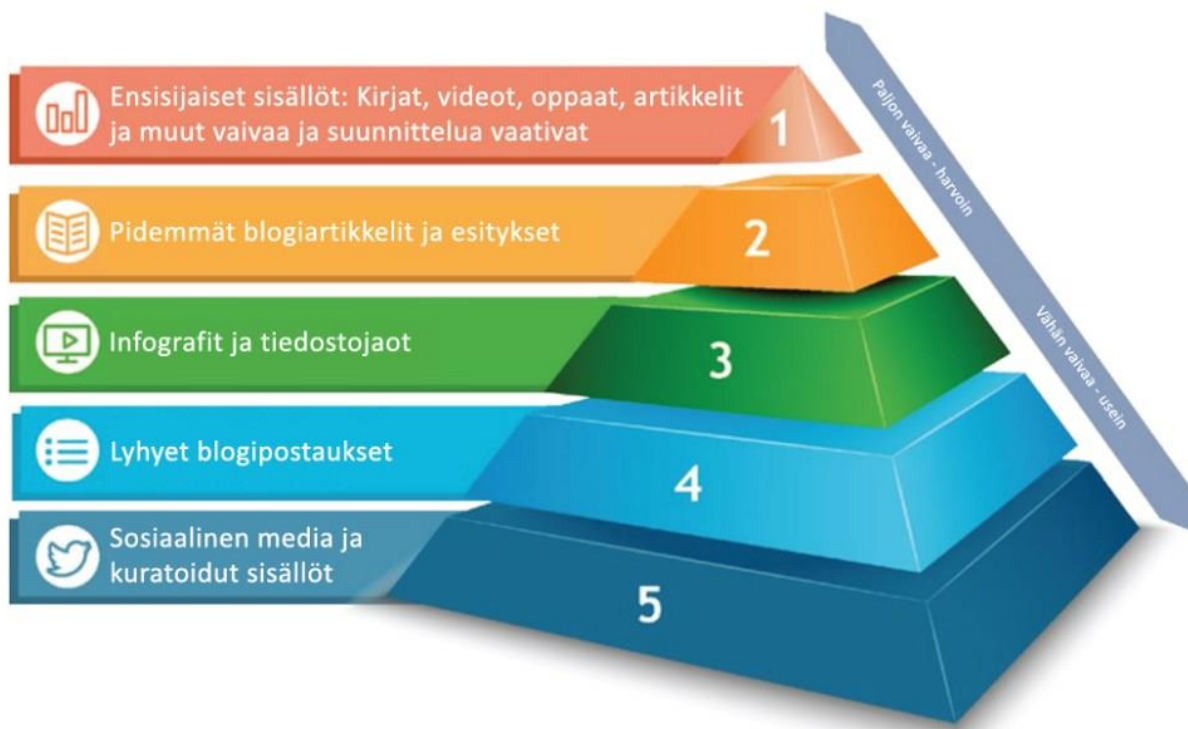 Ensisijaiset sisällöt: Kirjat, videot, oppaat, artikkelit
ja muut vaivaa ja suunnittelua vaativat
1
Pidemmät blogiartikkelit ja esitykset
2
Infografit ja tiedostojaot
3
Lyhyet blogipostaukset
4
Sosiaalinen media ja
kuratoidut sisällöt
5
Paljon vaivaa - harvoin
Vähän vaivaa - usein